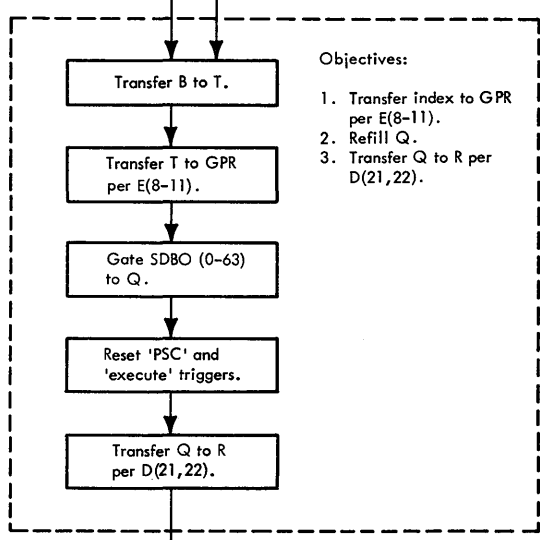 Transfer B to T.
Transfer T to GPR
per E(8-11).
Gate SDBO (0-63)
to Q.
Reset 'PSC' and
'execute' triggers.
Transfer Q to R
per D(21,22).
Objectives:
1. Transfer index to GPR
per E(8-11).
2. Refill Q.
3. Transfer Q to R per
D(21,22).